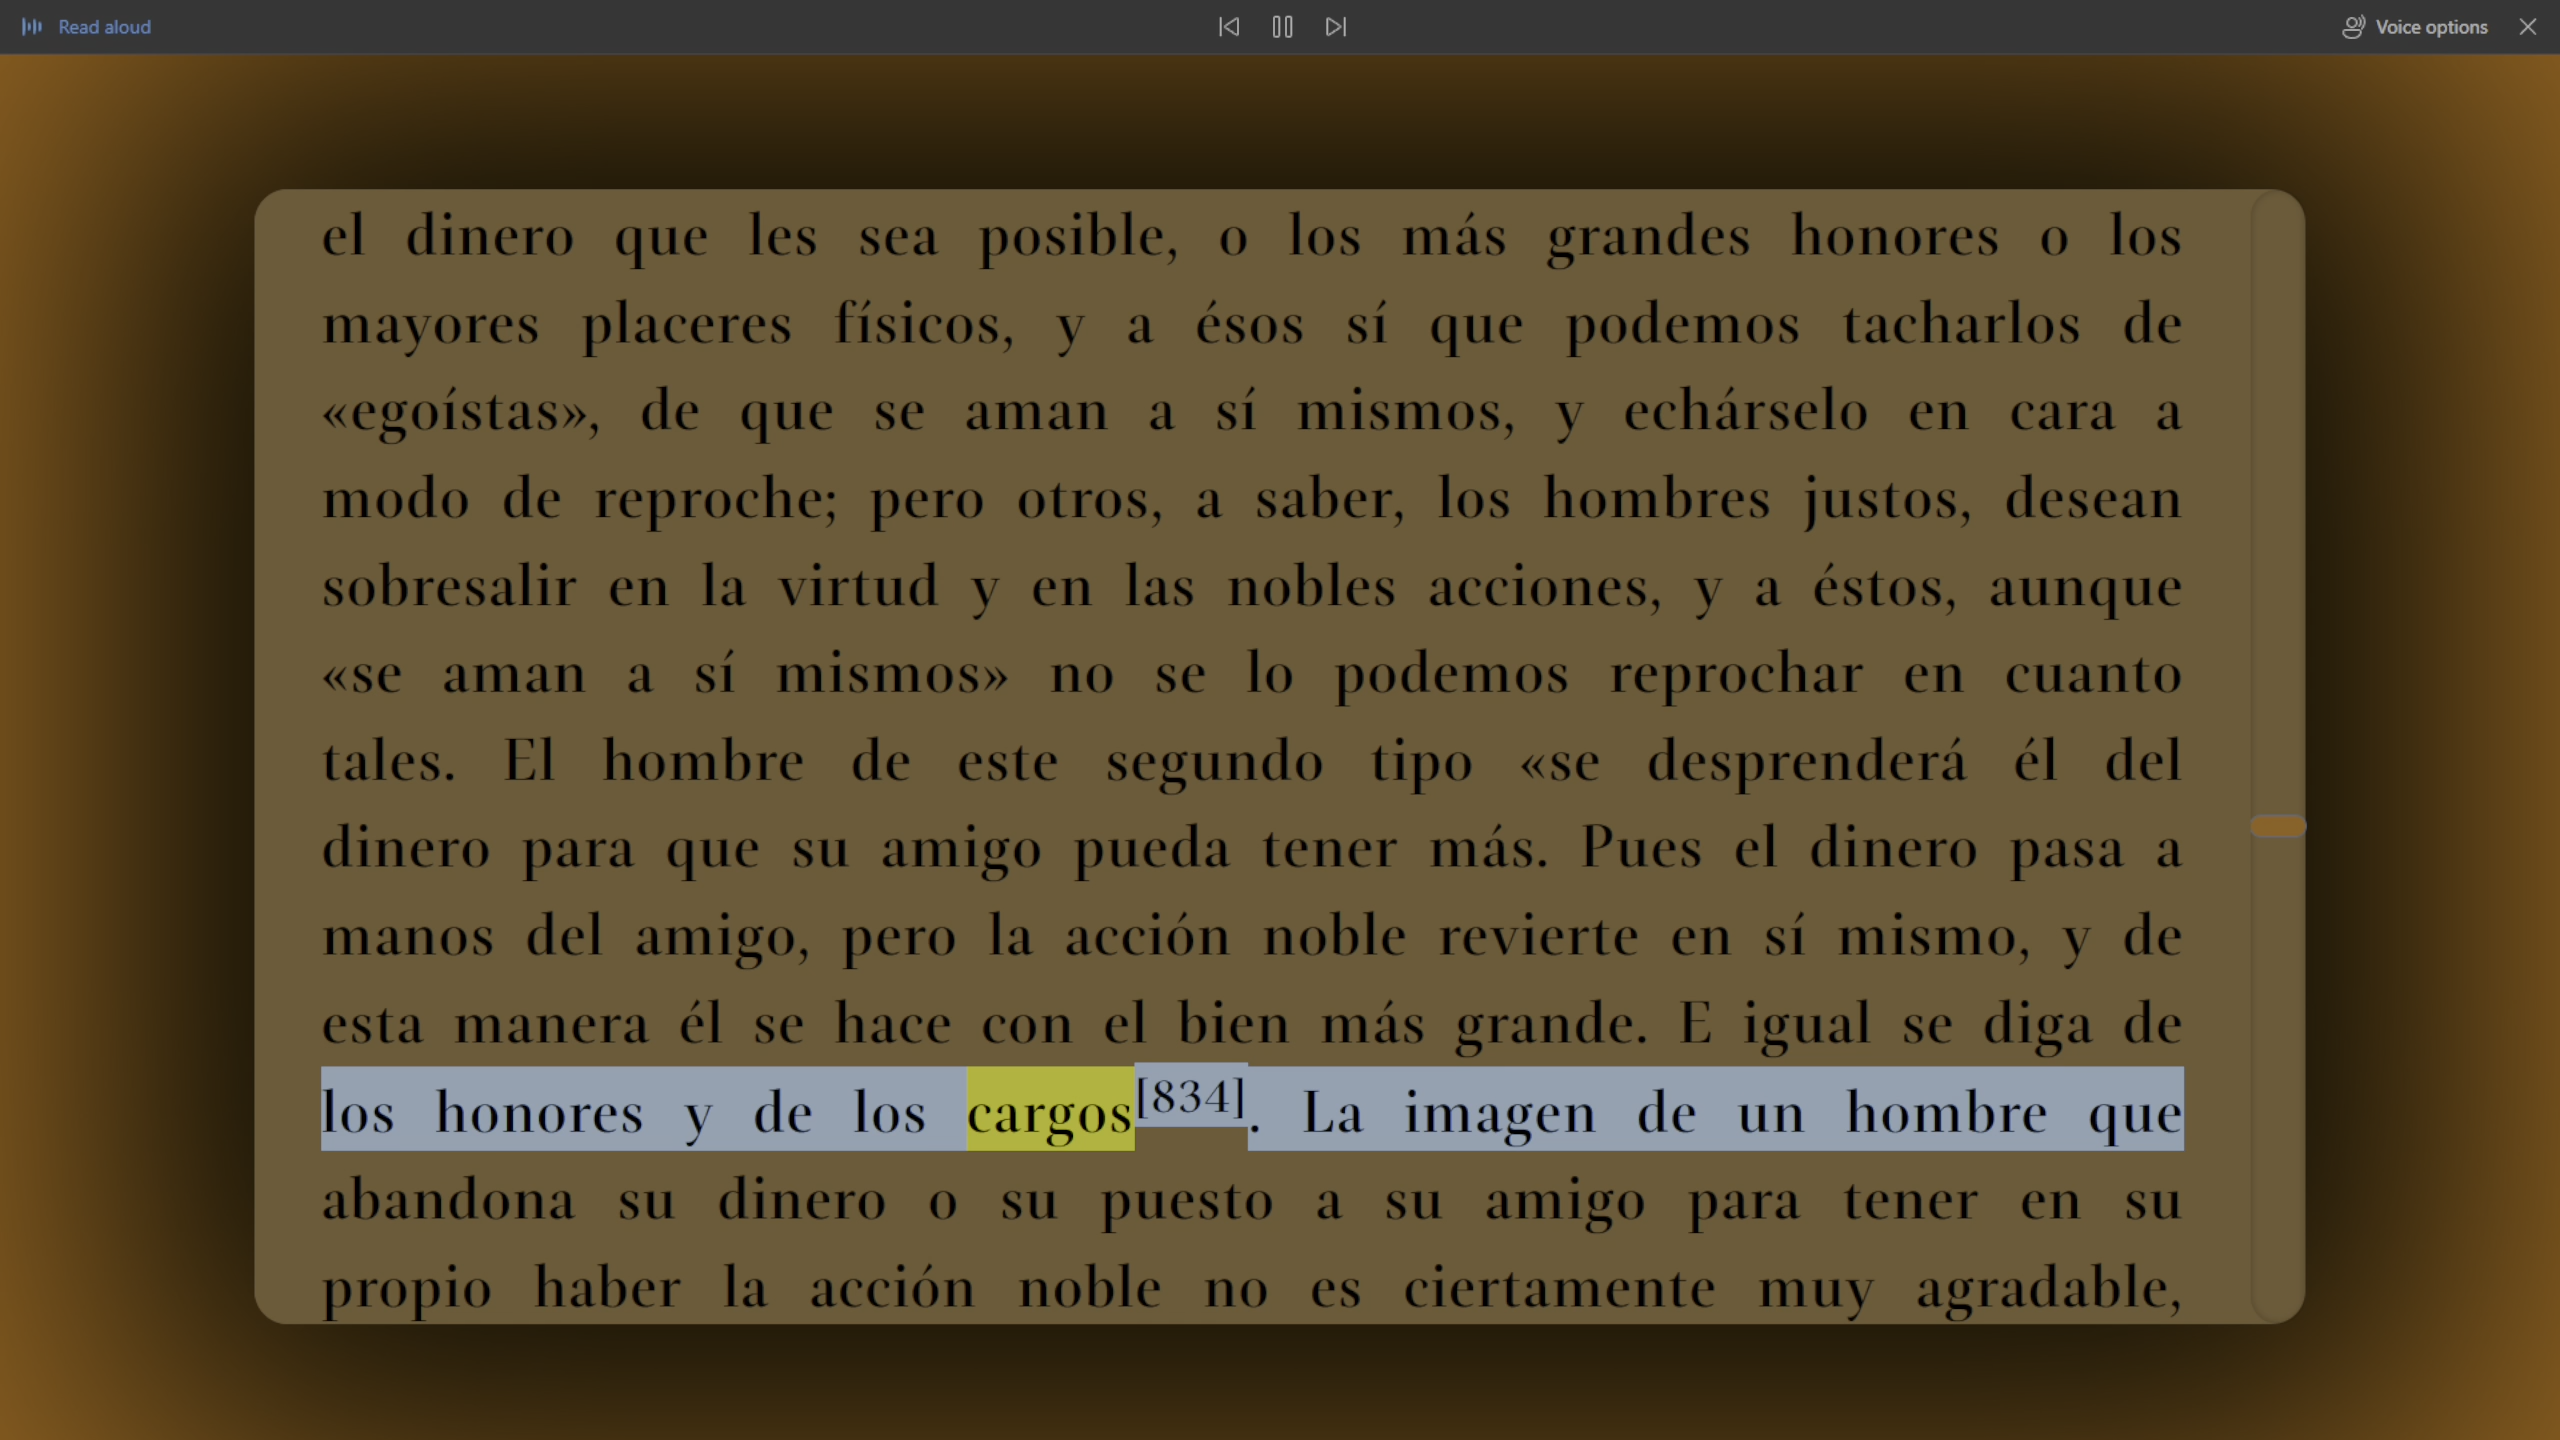 Read aloud
Voice options
el dinero que les sea posible, o los más grandes honores o los
mayores placeres físicos, y a ésos sí que podemos tacharlos de
«egoístas», de que se aman a sí mismos, y echárselo en cara a
modo de reproche; pero otros, a saber, los hombres justos, desean
sobresalir en la virtud y en las nobles acciones, y a éstos, aunque
«se aman a sí mismos» no se lo podemos reprochar en cuanto
tales. El hombre de este segundo tipo «se desprenderá él del
dinero para que su amigo pueda tener más. Pues el dinero pasa a
manos del amigo, pero la acción noble revierte en sí mismo, y de
esta manera él se hace con el bien más grande. E igual se diga de
los honores y de los cargos[834]. La imagen de un hombre que
abandona su dinero o su puesto a su amigo para tener en su
propio haber la acción noble no es ciertamente muy agradable,